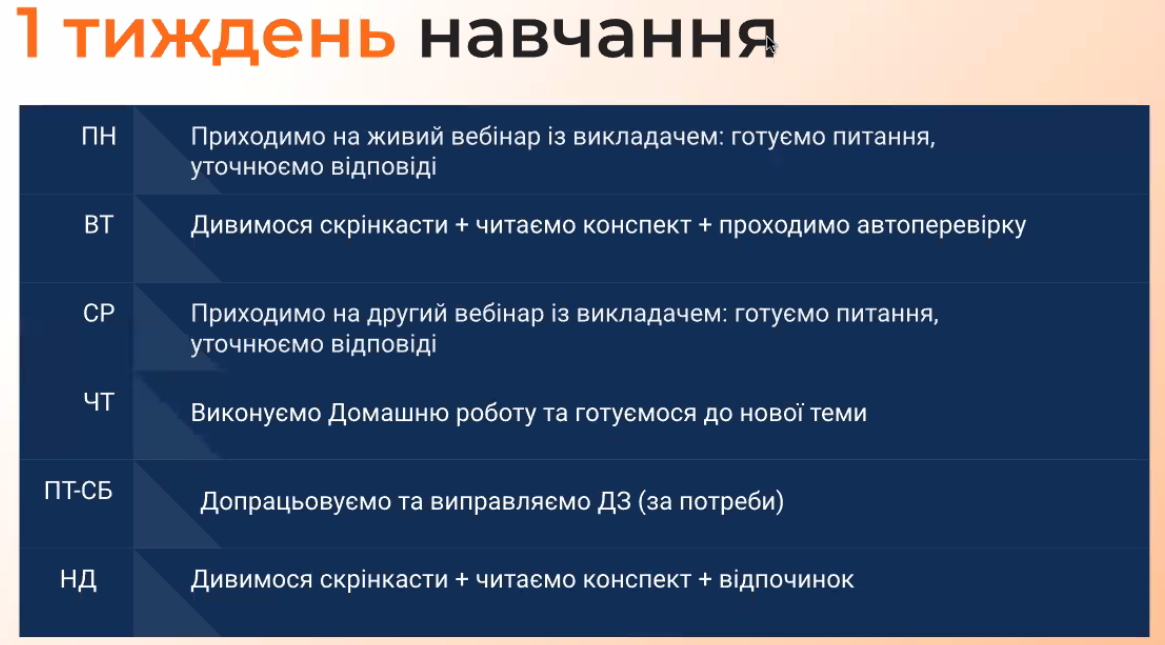 1 тиждень навчання
ПН
Приходимо на живий вебінар із викладачем: готуємо питання,
уточнюємо відповіді
ВТ
Дивимося скрінкасти + читаємо конспект + проходимо автоперевірку
СР
Приходимо на другий вебінар із викладачем: готуємо питання,
уточнюємо відповіді
ЧТ
Виконуємо Домашню роботу та готуємося до нової теми
ПТ-СБ
Допрацьовуємо та виправляємо ДЗ (за потреби)
НД
Дивимося скрінкасти + читаємо конспект + відпочинок